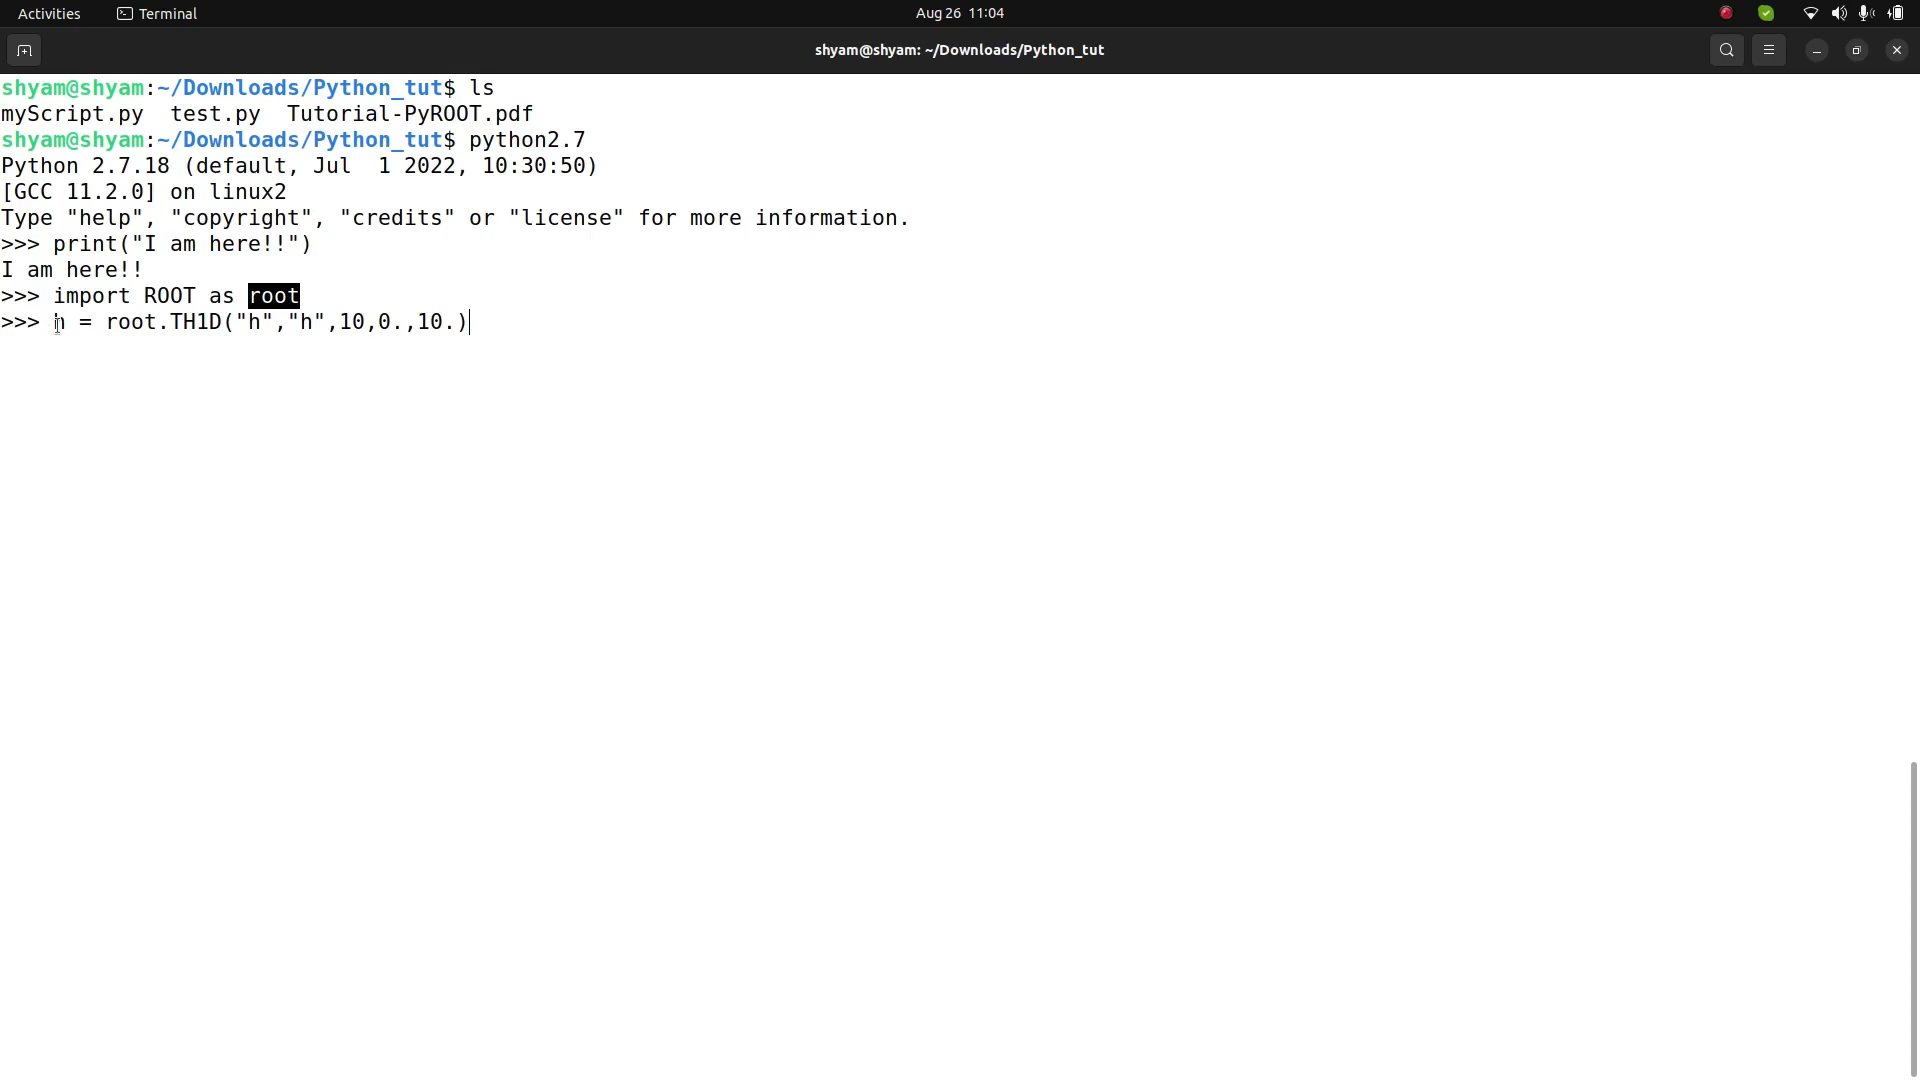 Activities Terminal Aug 26 11:04
shyam@shyam: ~/Downloads/Python_tut
shyam@shyam:~/Downloads/Python_tut$ ls
myScript.py  test.py  Tutorial-PyROOT.pdf
shyam@shyam:~/Downloads/Python_tut$ python2.7
Python 2.7.18 (default, Jul  1 2022, 10:30:50)
[GCC 11.2.0] on linux2
Type "help", "copyright", "credits" or "license" for more information.
>>> print("I am here!!")
I am here!!
>>> import ROOT as root
>>> h = root.TH1D("h","h",10,0.,10.)